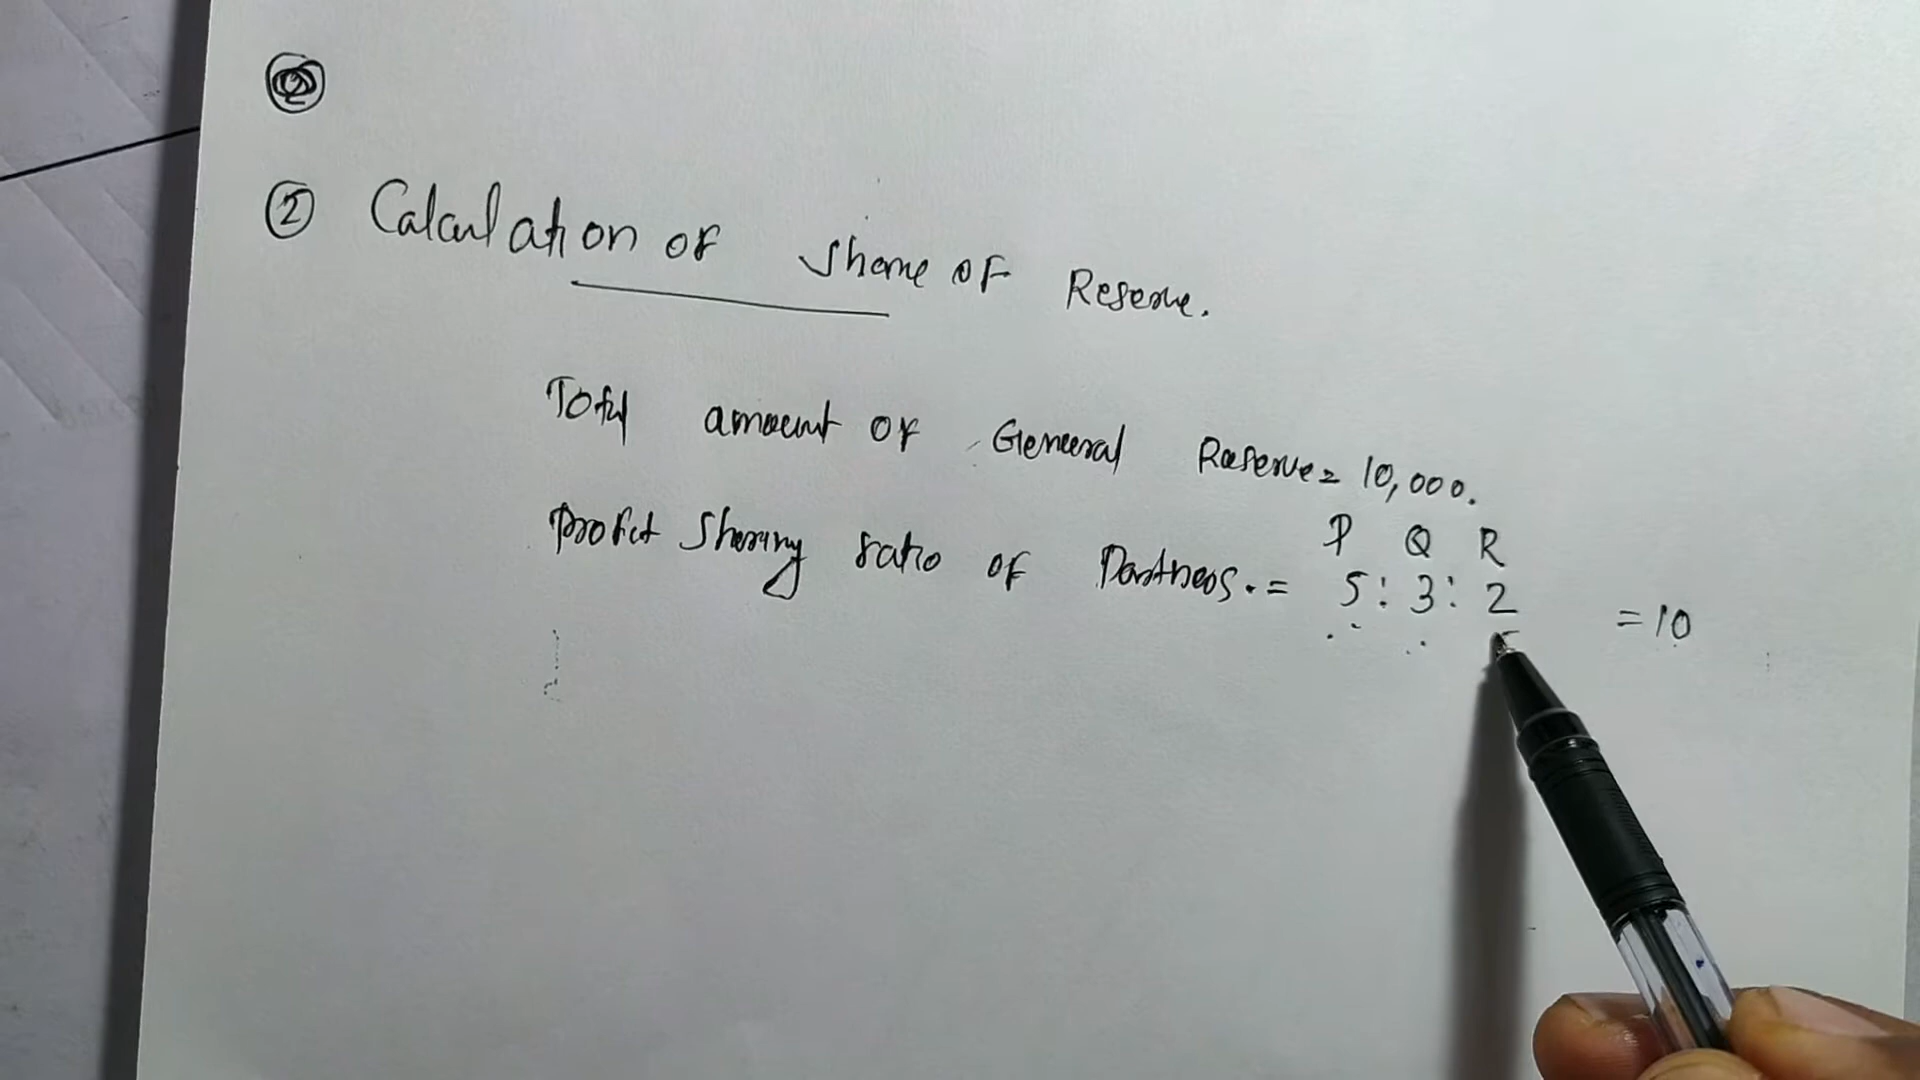 ②
② Calculation of Share of Reserve.
Total amount of General Reserve = 10,000.
P Q R
Profit Sharing ratio of Partners. = 5 : 3 : 2 = 10